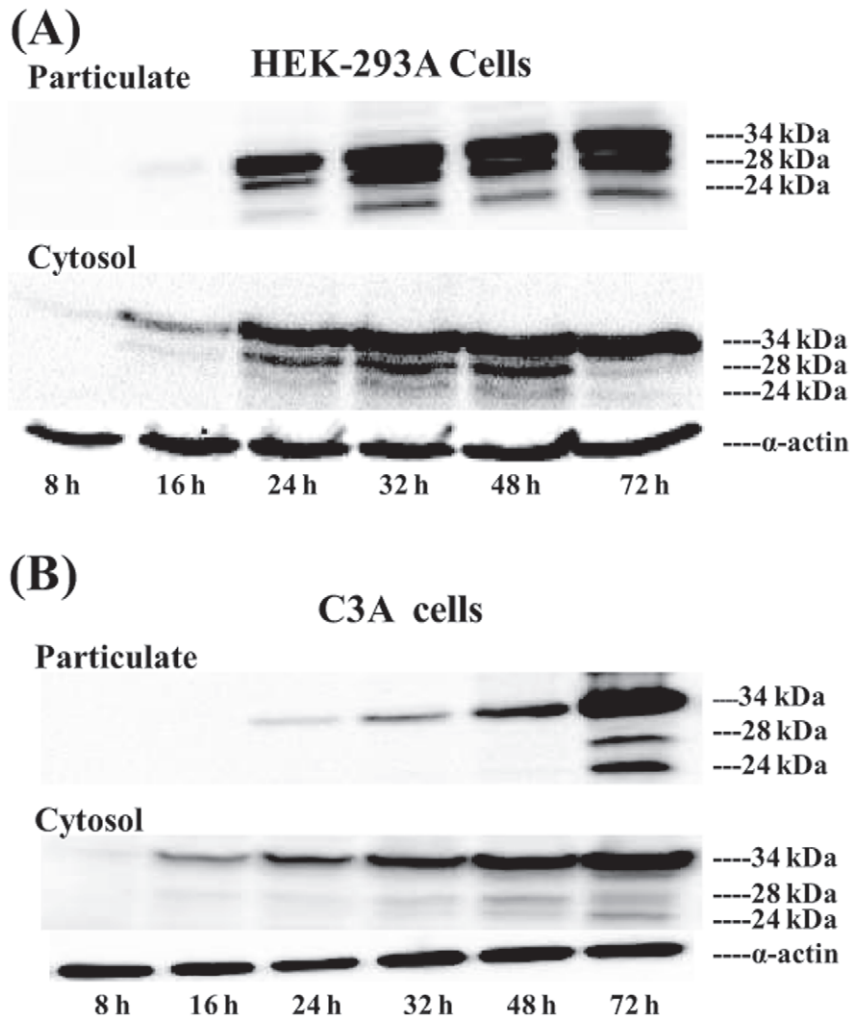 (A)
HEK-293A Cells
Particulate
----34 kDa
----28 kDa
----24 kDa
Cytosol
----34 kDa
----28 kDa
----24 kDa
----α-actin
8 h 16 h 24 h 32 h 48 h 72 h
(B)
C3A cells
Particulate
---34 kDa
---28 kDa
---24 kDa
Cytosol
----34 kDa
----28 kDa
----24 kDa
----α-actin
8 h 16 h 24 h 32 h 48 h 72 h